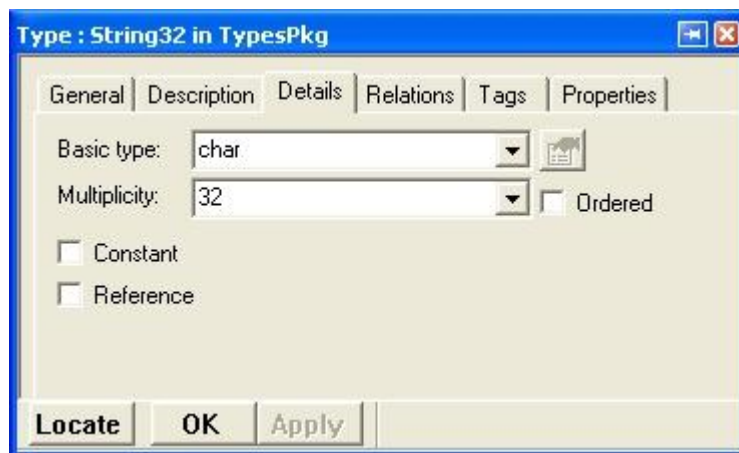 Type : String32 in TypesPkg
General Description Details Relations Tags Properties
Basic type: char
Multiplicity: 32 Ordered
Constant
Reference
Locate OK Apply